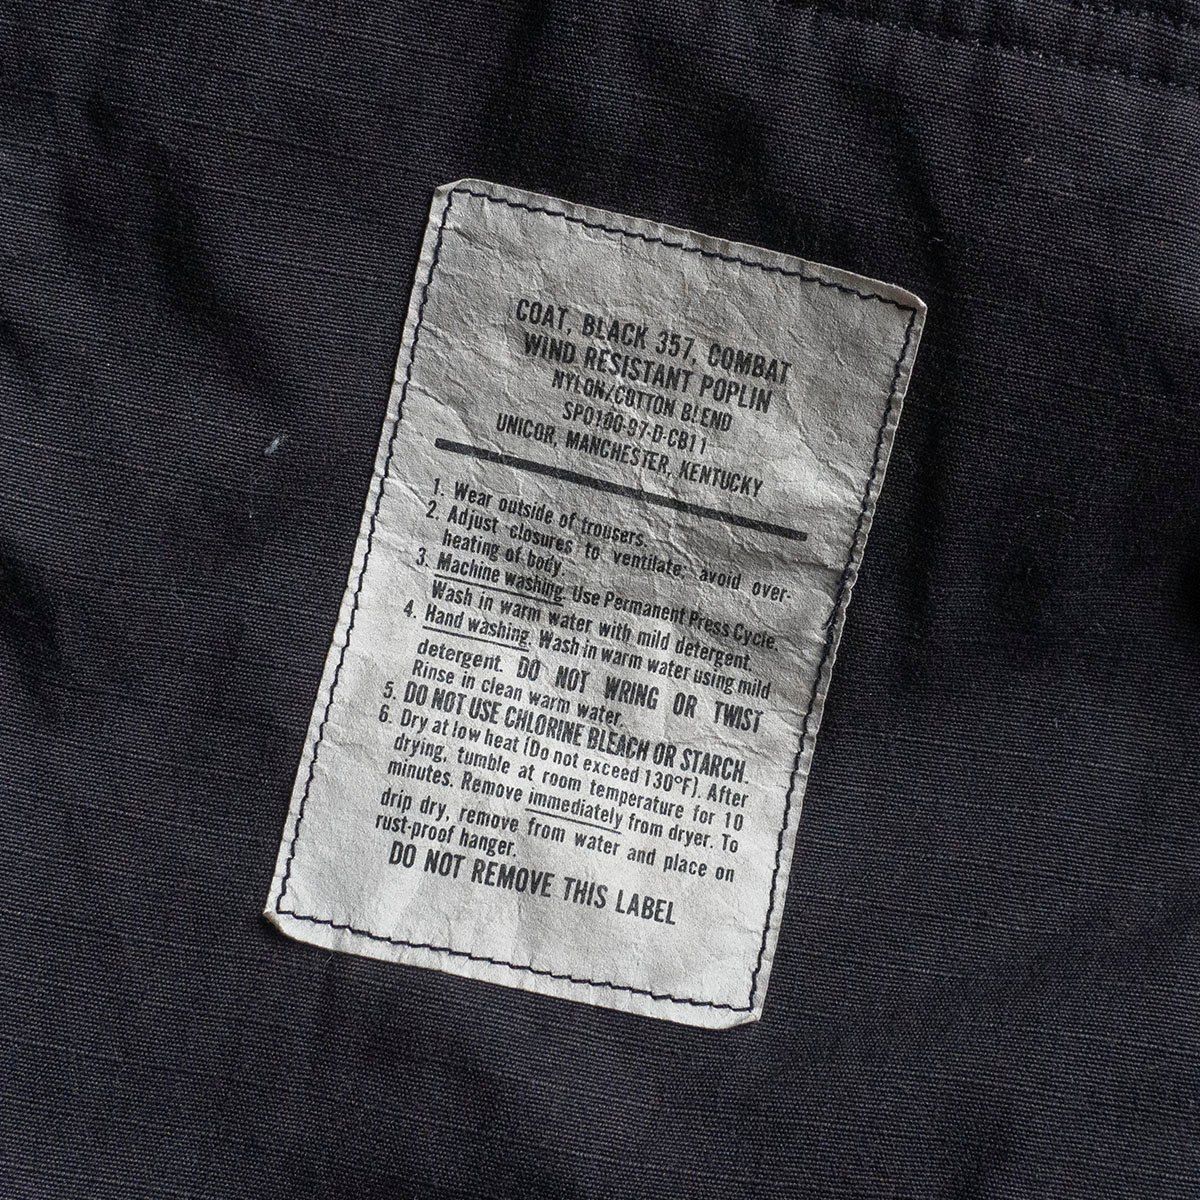 COAT, BLACK 357, COMBAT
WIND RESISTANT POPLIN
NYLON/COTTON BLEND
SPO100-97-D-CB11
UNICOR, MANCHESTER, KENTUCKY
1. Wear outside of trousers.
2. Adjust closures to ventilate; avoid over-
heating of body.
3. Machine washing. Use Permanent Press Cycle.
Wash in warm water with mild detergent.
4. Hand washing. Wash in warm water using mild
detergent. DO NOT WRING OR TWIST
Rinse in clean warm water.
5. DO NOT USE CHLORINE BLEACH OR STARCH.
6. Dry at low heat (Do not exceed 130°F). After
drying, tumble at room temperature for 10
minutes. Remove immediately from dryer. To
drip dry, remove from water and place on
rust-proof hanger.
DO NOT REMOVE THIS LABEL